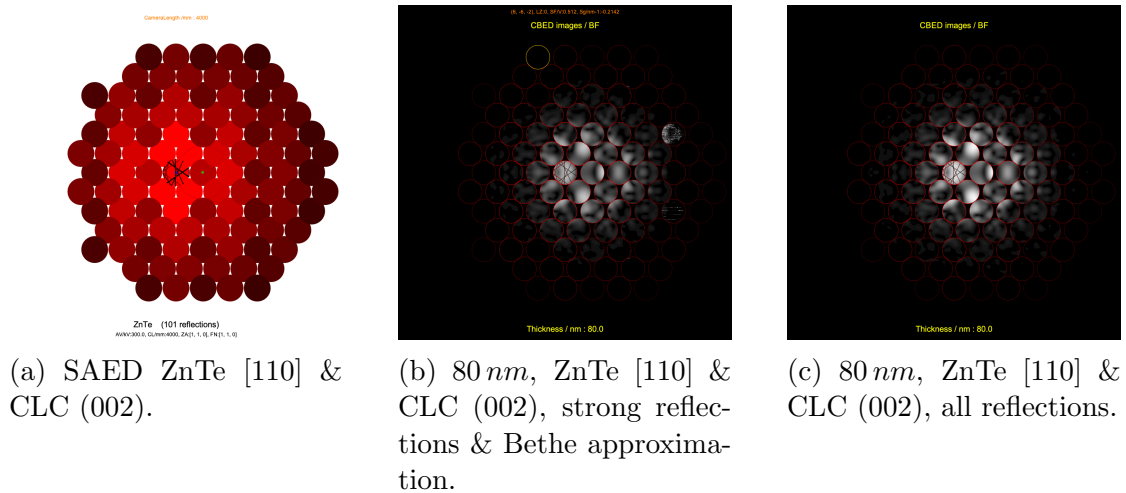 CameraLength /mm : 4000
ZnTe (101 reflections)
AV/kV:300.0, CL/mm:4000, ZA:[1, 1, 0], FN:[1, 1, 0]
(a) SAED ZnTe [110] &
CLC (002).
(6, -6, -2), LZ:0, SF/V:0.512, Sg/nm-1:-0.2142
CBED images / BF
Thickness / nm : 80.0
(b) 80 nm, ZnTe [110] &
CLC (002), strong reflec-
tions & Bethe approxima-
tion.
CBED images / BF
Thickness / nm : 80.0
(c) 80 nm, ZnTe [110] &
CLC (002), all reflections.